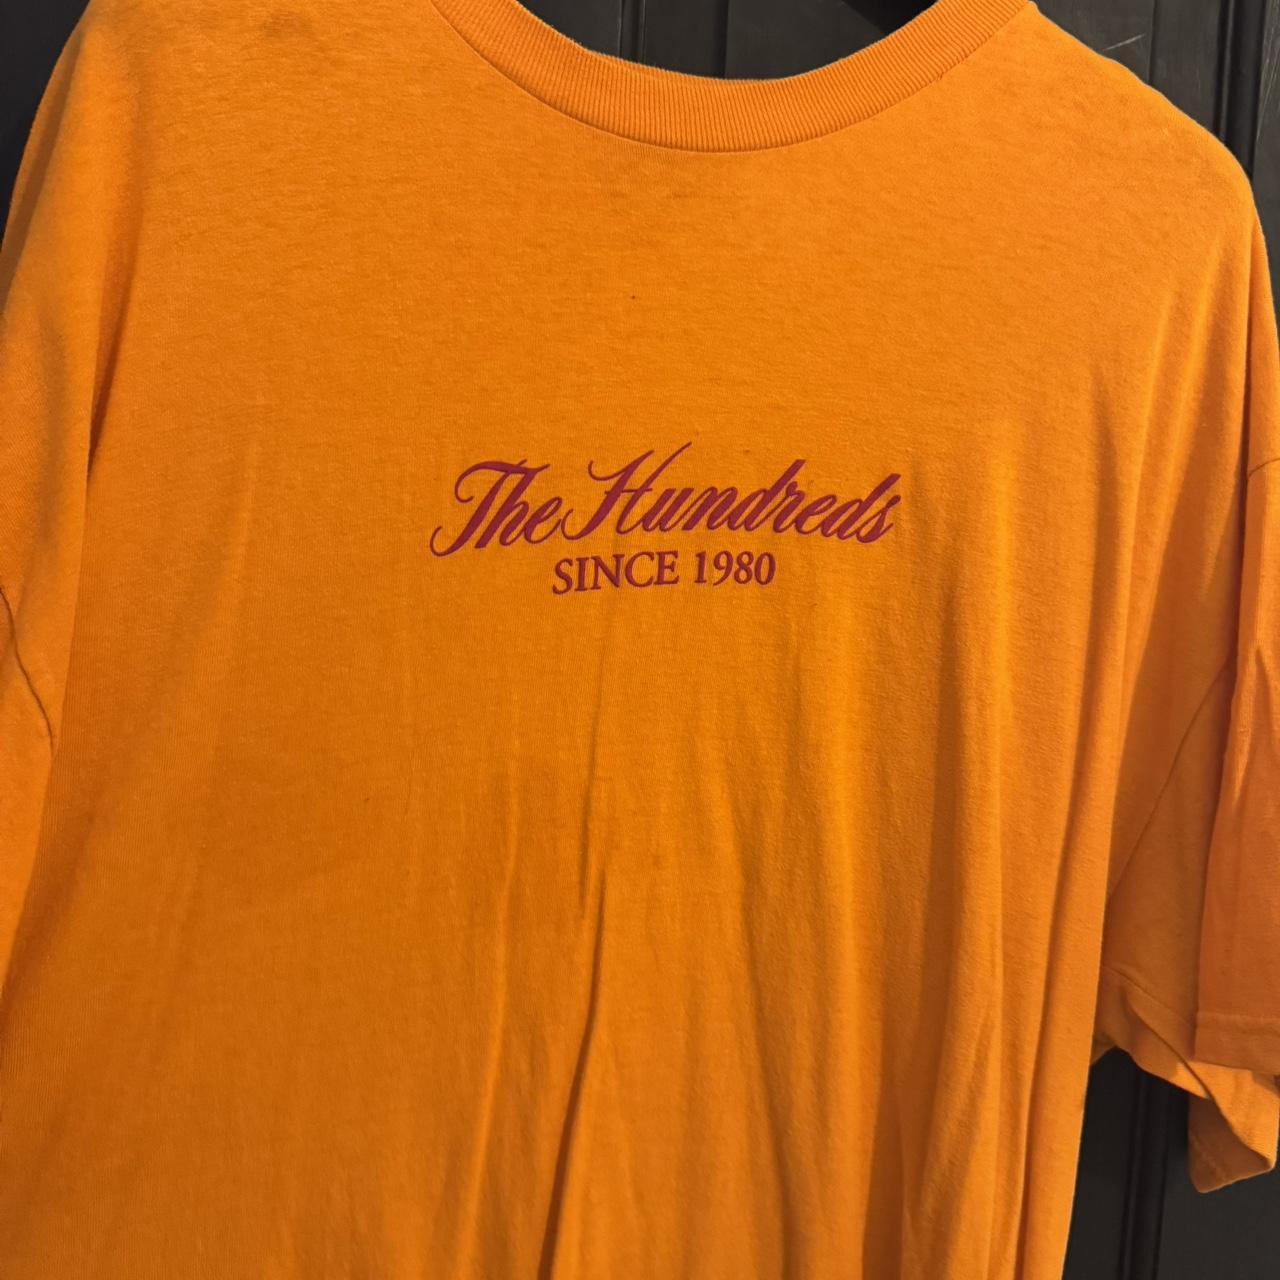 The Hundreds
SINCE 1980